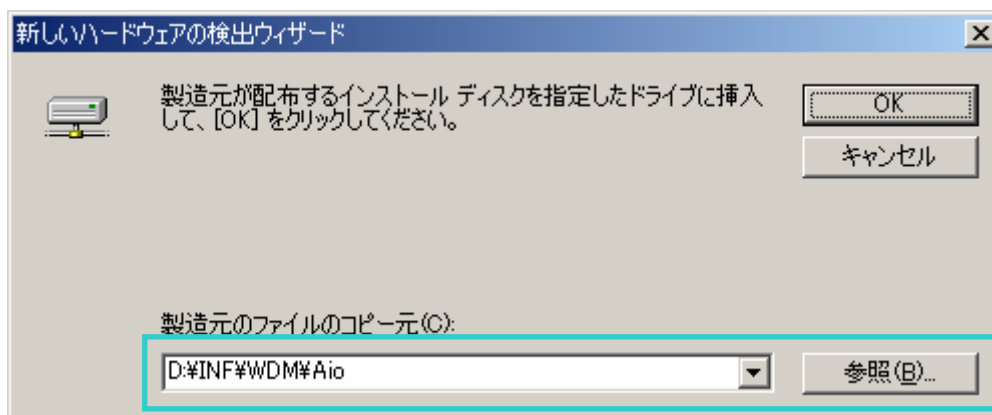 新しいハードウェアの検出ウィザード
製造元が配布するインストール ディスクを指定したドライブに挿入
して、[OK] をクリックしてください。
OK
キャンセル
製造元のファイルのコピー元(C):
D:¥INF¥WDM¥Aio
参照(B)...